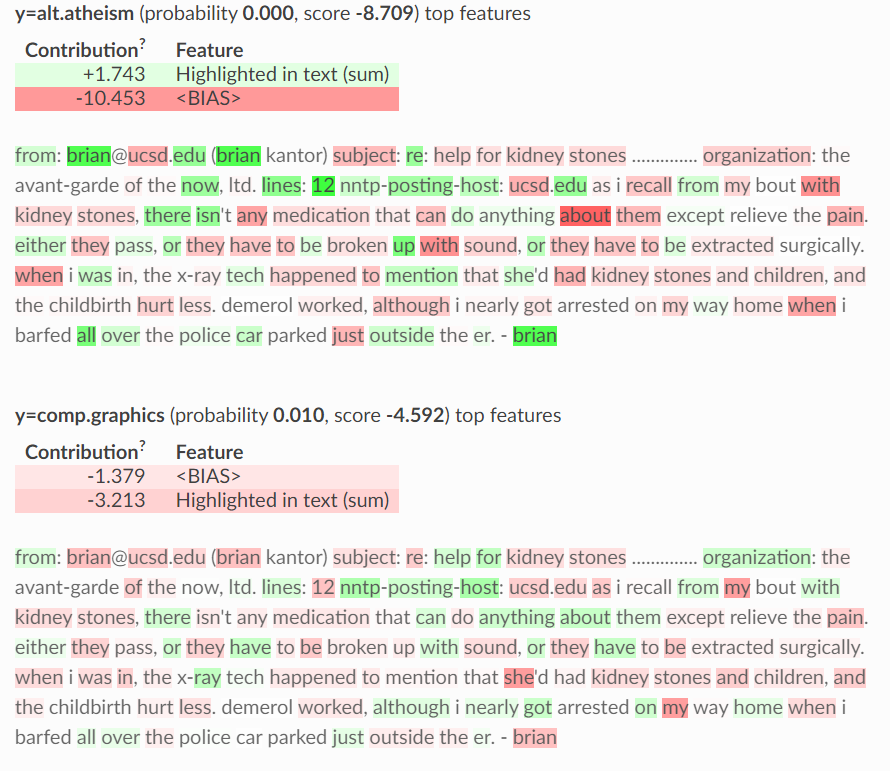 y=alt.atheism (probability 0.000, score -8.709) top features
Contribution? Feature
+1.743 Highlighted in text (sum)
-10.453 <BIAS>
from: brian@ucsd.edu (brian kantor) subject: re: help for kidney stones .............. organization: the
avant-garde of the now, ltd. lines: 12 nntp-posting-host: ucsd.edu as i recall from my bout with
kidney stones, there isn't any medication that can do anything about them except relieve the pain.
either they pass, or they have to be broken up with sound, or they have to be extracted surgically.
when i was in, the x-ray tech happened to mention that she'd had kidney stones and children, and
the childbirth hurt less. demerol worked, although i nearly got arrested on my way home when i
barfed all over the police car parked just outside the er. - brian
y=comp.graphics (probability 0.010, score -4.592) top features
Contribution? Feature
-1.379 <BIAS>
-3.213 Highlighted in text (sum)
from: brian@ucsd.edu (brian kantor) subject: re: help for kidney stones .............. organization: the
avant-garde of the now, ltd. lines: 12 nntp-posting-host: ucsd.edu as i recall from my bout with
kidney stones, there isn't any medication that can do anything about them except relieve the pain.
either they pass, or they have to be broken up with sound, or they have to be extracted surgically.
when i was in, the x-ray tech happened to mention that she'd had kidney stones and children, and
the childbirth hurt less. demerol worked, although i nearly got arrested on my way home when i
barfed all over the police car parked just outside the er. - brian